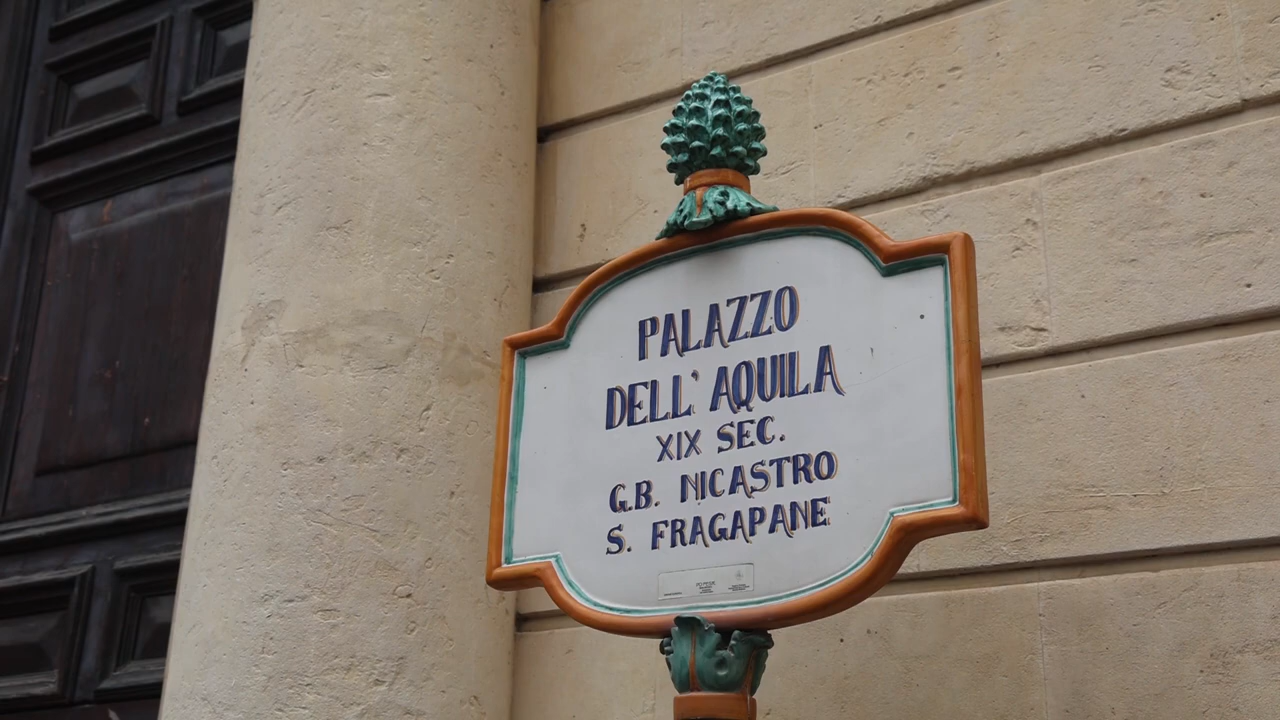 PALAZZO
DELL' AQUILA
XIX SEC.
G.B. NICASTRO
S. FRAGAPANE